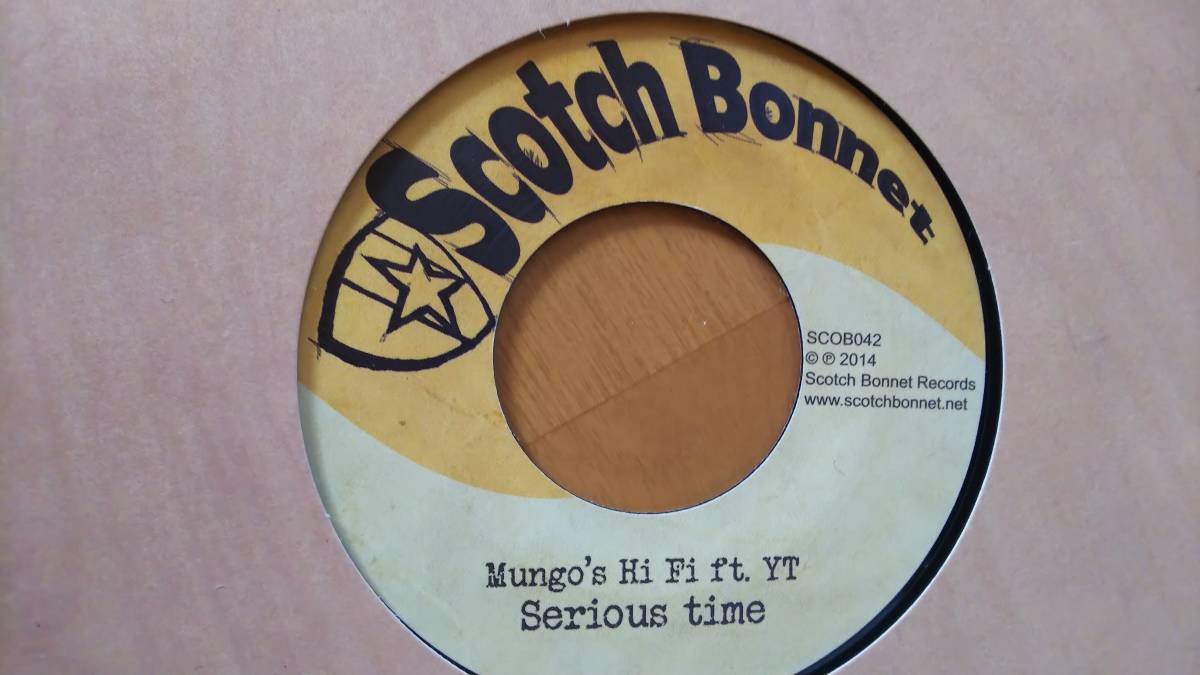 Scotch Bonnet
SCOB042
© ℗ 2014
Scotch Bonnet Records
www.scotchbonnet.net
Mungo's Hi Fi ft. YT
Serious time